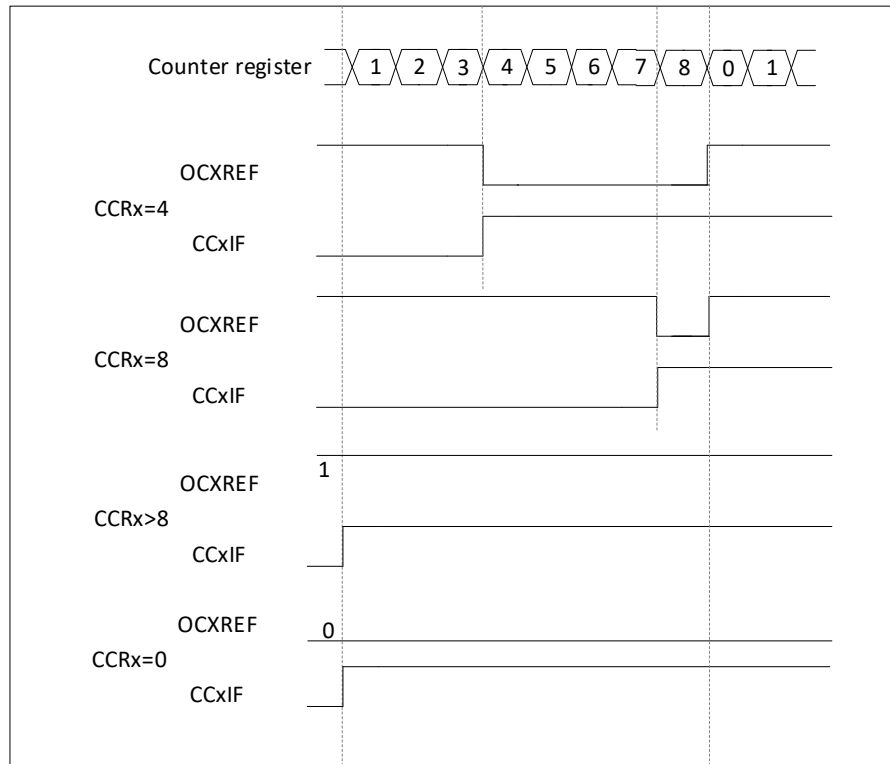 Counter register 1 2 3 4 5 6 7 8 0 1
OCXREF
CCRx=4
CCxIF
OCXREF
CCRx=8
CCxIF
1
OCXREF
CCRx>8
CCxIF
OCXREF 0
CCRx=0
CCxIF